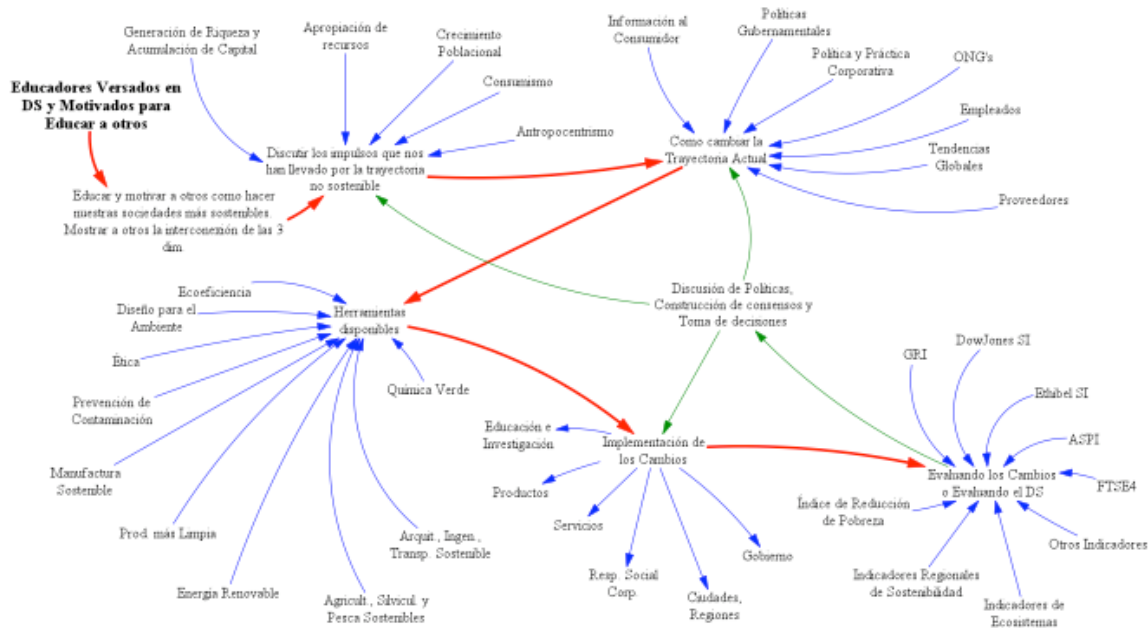 Generación de Riqueza y
Acumulación de Capital
Apropiación de
recursos
Crecimiento
Poblacional
Consumismo
Antropocentrismo
Educadores Versados en
DS y Motivados para
Educar a otros
Discutir los impulsos que nos
han llevado por la trayectoria
no sostenible
Educar y motivar a otros como hacer
nuestras sociedades más sostenibles.
Mostrar a otros la interconexión de las 3
dim.
Información al
Consumidor
Políticas
Gubernamentales
Política y Práctica
Corporativa
ONG's
Empleados
Tendencias
Globales
Proveedores
Como cambiar la
Trayectoria Actual
Ecoeficiencia
Diseño para el
Ambiente
Ética
Prevención de
Contaminación
Manufactura
Sostenible
Prod. más Limpia
Energía Renovable
Agricult., Silvicul. y
Pesca Sostenibles
Arquit., Ingen.,
Transp. Sostenible
Química Verde
Herramientas
disponibles
Discusión de Políticas,
Construcción de consensos y
Toma de decisiones
Educación e
Investigación
Productos
Servicios
Resp. Social
Corp.
Ciudades,
Regiones
Gobierno
Implementación de
los Cambios
GRI
DowJones SI
Ethibel SI
ASPI
FTSE4
Otros Indicadores
Indicadores de
Ecosistemas
Indicadores Regionales
de Sostenibilidad
Índice de Reducción
de Pobreza
Evaluando los Cambios
o Evaluando el DS